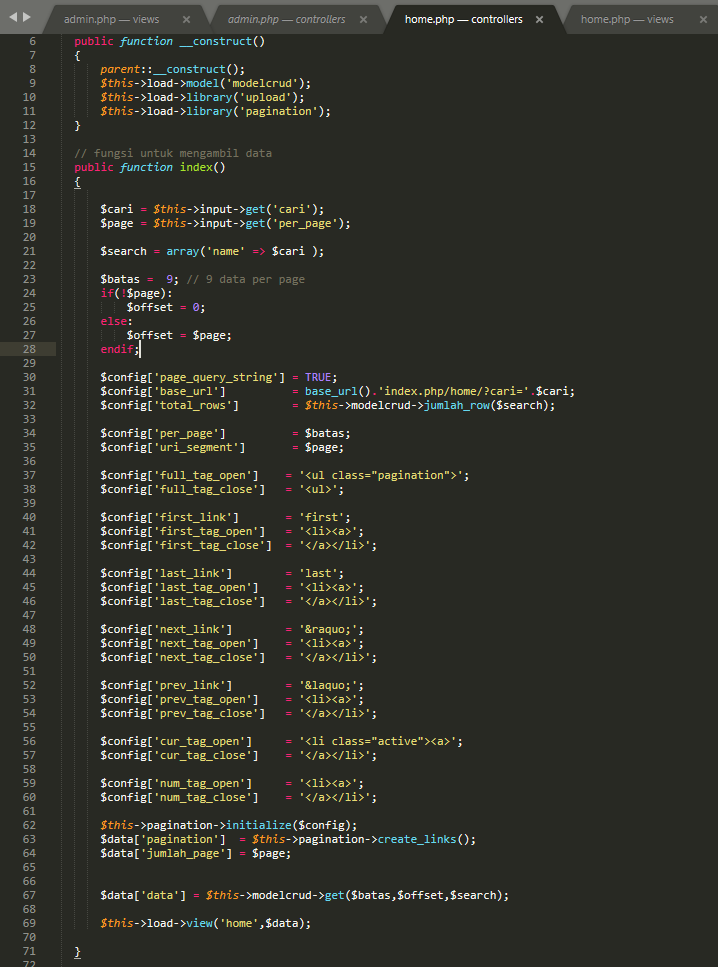 admin.php — views × admin.php — controllers × home.php — controllers × home.php — views ×
6 public function __construct()
7 {
8 parent::__construct();
9 $this->load->model('modelcrud');
10 $this->load->library('upload');
11 $this->load->library('pagination');
12 }
13
14 // fungsi untuk mengambil data
15 public function index()
16 {
17
18 $cari = $this->input->get('cari');
19 $page = $this->input->get('per_page');
20
21 $search = array('name' => $cari );
22
23 $batas =  9; // 9 data per page
24 if(!$page):
25 $offset = 0;
26 else:
27 $offset = $page;
28 endif;
29
30 $config['page_query_string'] = TRUE;
31 $config['base_url']          = base_url().'index.php/home/?cari='.$cari;
32 $config['total_rows']        = $this->modelcrud->jumlah_row($search);
33
34 $config['per_page']          = $batas;
35 $config['uri_segment']       = $page;
36
37 $config['full_tag_open']    = '<ul class="pagination">';
38 $config['full_tag_close']   = '<ul>';
39
40 $config['first_link']       = 'first';
41 $config['first_tag_open']   = '<li><a>';
42 $config['first_tag_close']  = '</a></li>';
43
44 $config['last_link']        = 'last';
45 $config['last_tag_open']    = '<li><a>';
46 $config['last_tag_close']   = '</a></li>';
47
48 $config['next_link']        = '&raquo;';
49 $config['next_tag_open']    = '<li><a>';
50 $config['next_tag_close']   = '</a></li>';
51
52 $config['prev_link']        = '&laquo;';
53 $config['prev_tag_open']    = '<li><a>';
54 $config['prev_tag_close']   = '</a></li>';
55
56 $config['cur_tag_open']     = '<li class="active"><a>';
57 $config['cur_tag_close']    = '</a></li>';
58
59 $config['num_tag_open']     = '<li><a>';
60 $config['num_tag_close']    = '</a></li>';
61
62 $this->pagination->initialize($config);
63 $data['pagination']  = $this->pagination->create_links();
64 $data['jumlah_page'] = $page;
65
66
67 $data['data'] = $this->modelcrud->get($batas,$offset,$search);
68
69 $this->load->view('home',$data);
70
71 }
72